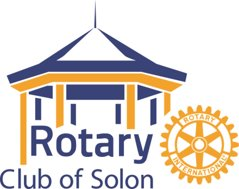 Rotary
Club of Solon
ROTARY
INTERNATIONAL